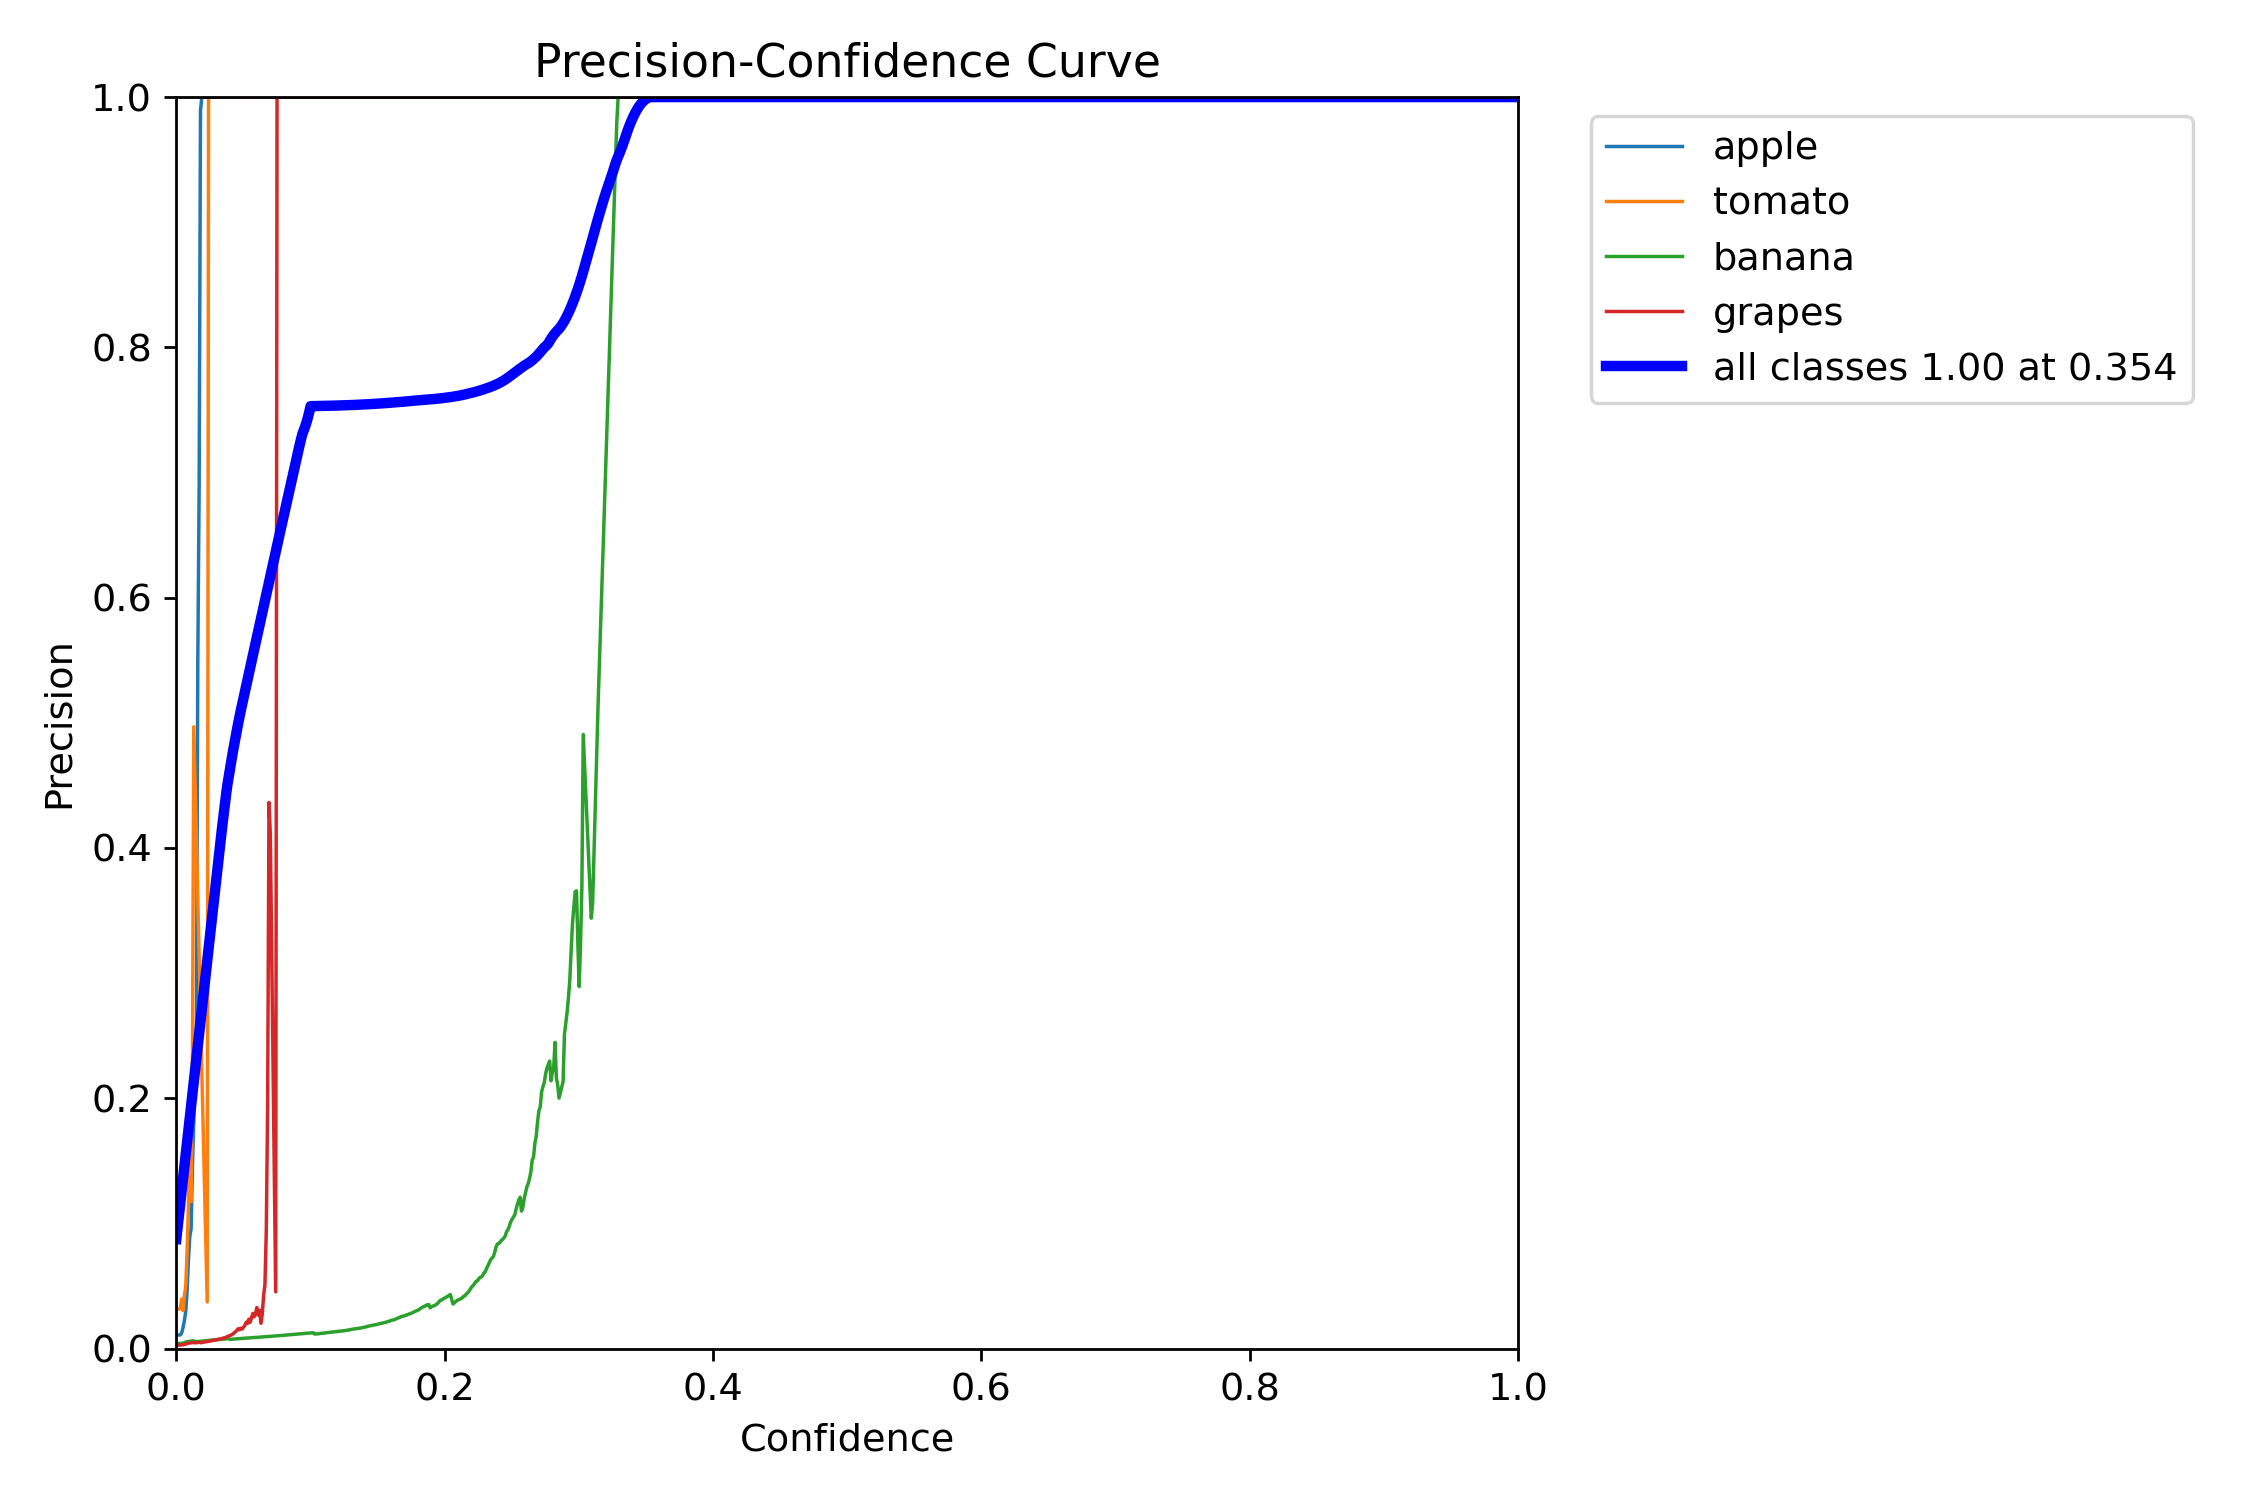 Precision-Confidence Curve
1.0
0.8
0.6
0.4
0.2
0.0
Precision
0.0 0.2 0.4 0.6 0.8 1.0
Confidence
apple
tomato
banana
grapes
all classes 1.00 at 0.354